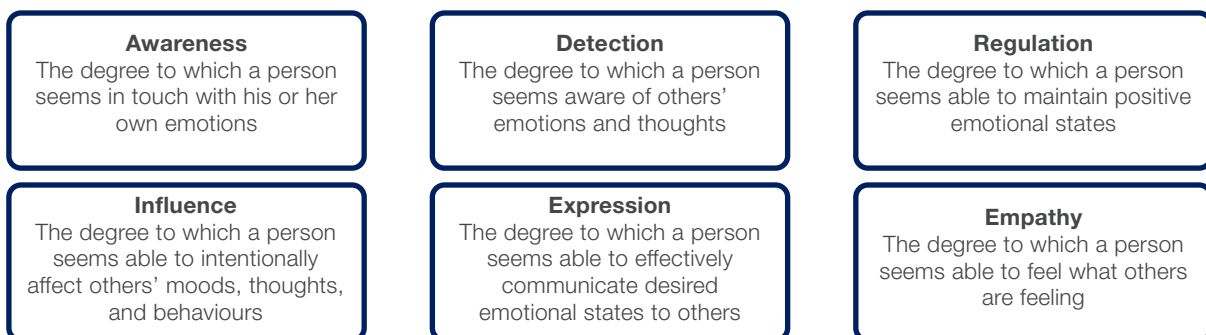 Awareness
The degree to which a person
seems in touch with his or her
own emotions
Detection
The degree to which a person
seems aware of others’
emotions and thoughts
Regulation
The degree to which a person
seems able to maintain positive
emotional states
Influence
The degree to which a person
seems able to intentionally
affect others’ moods, thoughts,
and behaviours
Expression
The degree to which a person
seems able to effectively
communicate desired
emotional states to others
Empathy
The degree to which a person
seems able to feel what others
are feeling